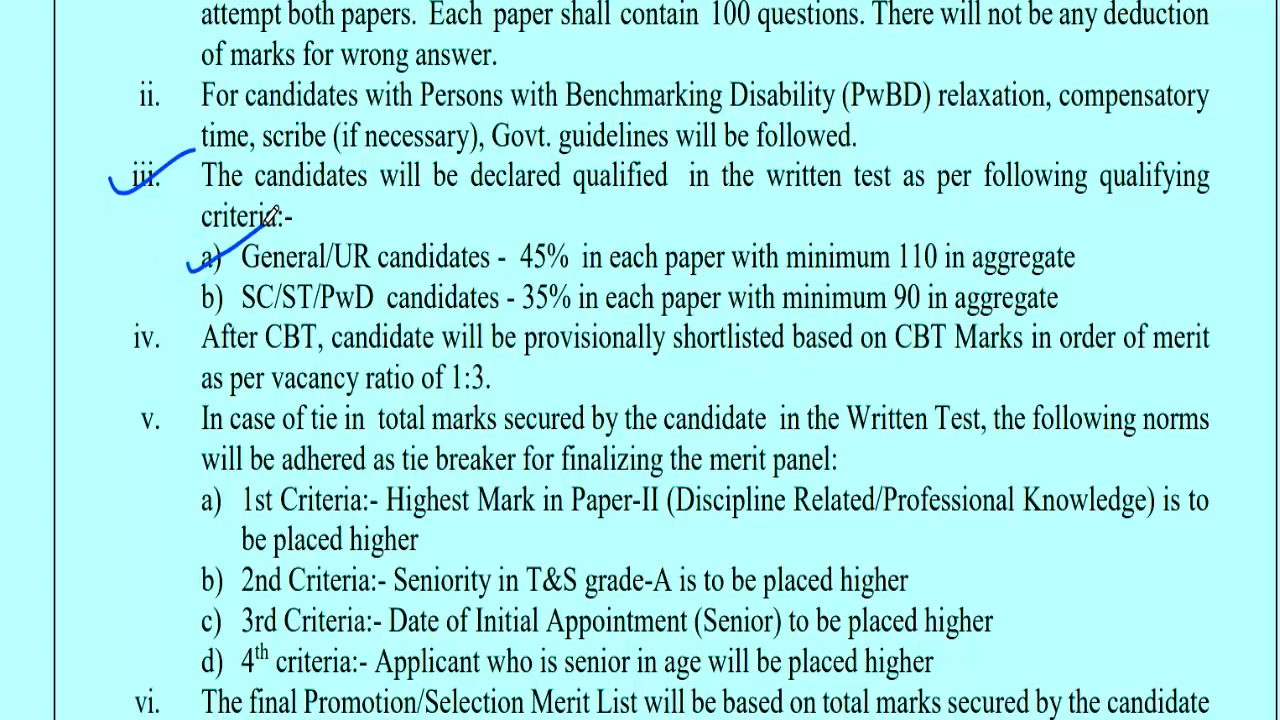 attempt both papers. Each paper shall contain 100 questions. There will not be any deduction
of marks for wrong answer.
ii. For candidates with Persons with Benchmarking Disability (PwBD) relaxation, compensatory
time, scribe (if necessary), Govt. guidelines will be followed.
iii. The candidates will be declared qualified in the written test as per following qualifying
criteria:-
a) General/UR candidates - 45% in each paper with minimum 110 in aggregate
b) SC/ST/PwD candidates - 35% in each paper with minimum 90 in aggregate
iv. After CBT, candidate will be provisionally shortlisted based on CBT Marks in order of merit
as per vacancy ratio of 1:3.
v. In case of tie in total marks secured by the candidate in the Written Test, the following norms
will be adhered as tie breaker for finalizing the merit panel:
a) 1st Criteria:- Highest Mark in Paper-II (Discipline Related/Professional Knowledge) is to
be placed higher
b) 2nd Criteria:- Seniority in T&S grade-A is to be placed higher
c) 3rd Criteria:- Date of Initial Appointment (Senior) to be placed higher
d) 4th criteria:- Applicant who is senior in age will be placed higher
vi. The final Promotion/Selection Merit List will be based on total marks secured by the candidate